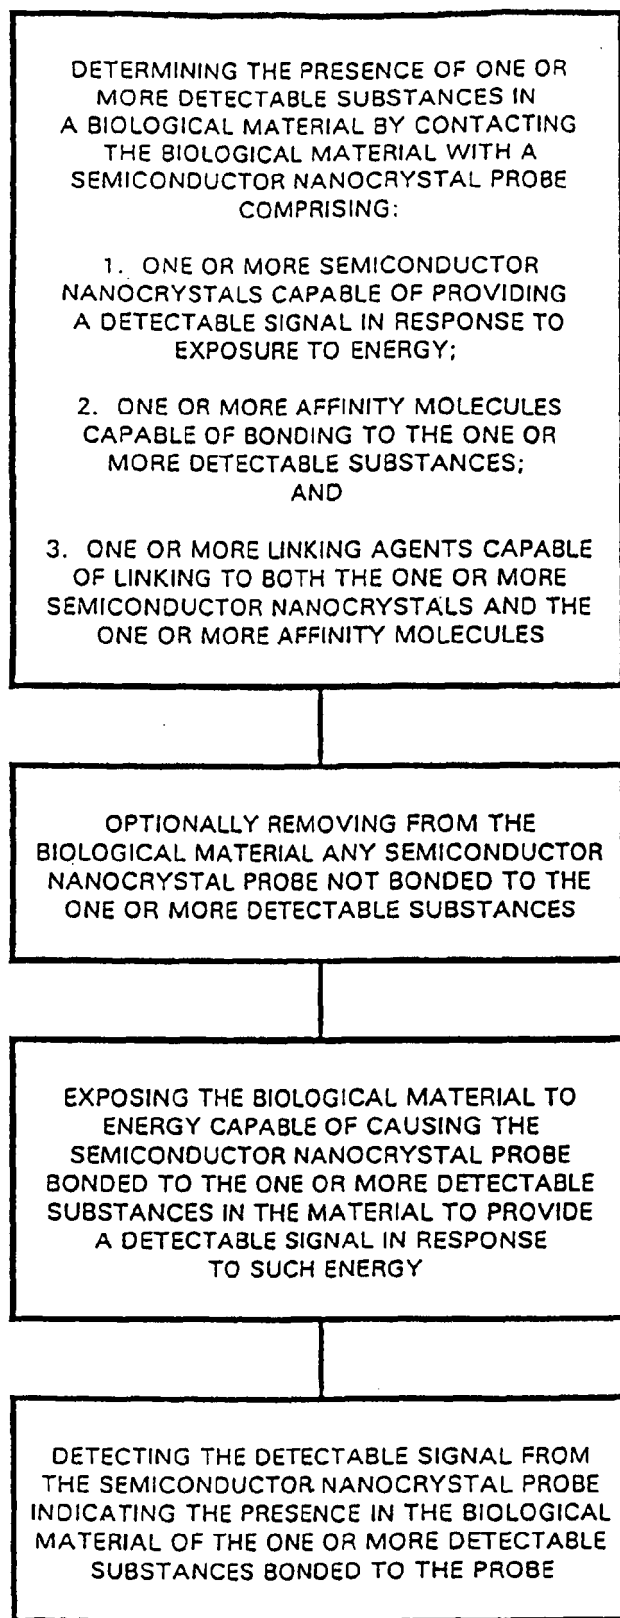 DETERMINING THE PRESENCE OF ONE OR
MORE DETECTABLE SUBSTANCES IN
A BIOLOGICAL MATERIAL BY CONTACTING
THE BIOLOGICAL MATERIAL WITH A
SEMICONDUCTOR NANOCRYSTAL PROBE
COMPRISING:
1. ONE OR MORE SEMICONDUCTOR
NANOCRYSTALS CAPABLE OF PROVIDING
A DETECTABLE SIGNAL IN RESPONSE TO
EXPOSURE TO ENERGY;
2. ONE OR MORE AFFINITY MOLECULES
CAPABLE OF BONDING TO THE ONE OR
MORE DETECTABLE SUBSTANCES;
AND
3. ONE OR MORE LINKING AGENTS CAPABLE
OF LINKING TO BOTH THE ONE OR MORE
SEMICONDUCTOR NANOCRYSTALS AND THE
ONE OR MORE AFFINITY MOLECULES
OPTIONALLY REMOVING FROM THE
BIOLOGICAL MATERIAL ANY SEMICONDUCTOR
NANOCRYSTAL PROBE NOT BONDED TO THE
ONE OR MORE DETECTABLE SUBSTANCES
EXPOSING THE BIOLOGICAL MATERIAL TO
ENERGY CAPABLE OF CAUSING THE
SEMICONDUCTOR NANOCRYSTAL PROBE
BONDED TO THE ONE OR MORE DETECTABLE
SUBSTANCES IN THE MATERIAL TO PROVIDE
A DETECTABLE SIGNAL IN RESPONSE
TO SUCH ENERGY
DETECTING THE DETECTABLE SIGNAL FROM
THE SEMICONDUCTOR NANOCRYSTAL PROBE
INDICATING THE PRESENCE IN THE BIOLOGICAL
MATERIAL OF THE ONE OR MORE DETECTABLE
SUBSTANCES BONDED TO THE PROBE